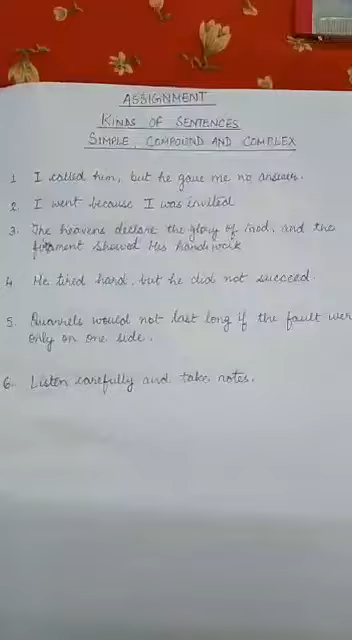 ASSIGNMENT
KINDS OF SENTENCES
SIMPLE, COMPOUND AND COMPLEX
1 I called him, but he gave me no answer.
2 I went because I was invited
3. The heavens declare the glory of God, and the
firmament showed His handiwork
4 He tired hard, but he did not succeed.
5. Quarrels would not last long if the fault were
only on one side.
6. Listen carefully and take notes.